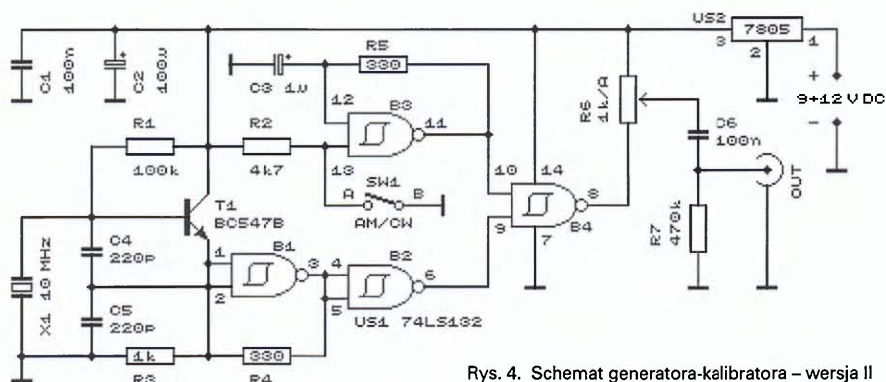 US2
7805
3
1
2
C1
100n
C2
100u
C3 1u
R5
330
12
B3
11
13
R1
100k
R2
4k7
A
SW1
B
AM/CW
R6
1k/A
+
9÷12 V DC
-
C6
100n
OUT
R7
470k
10
14
8
9
B4
7
T1
BC547B
X1 10 MHz
C4
220p
C5
220p
1
B1
3
2
4
B2
6
5
US1 74LS132
1k
R3
330
R4
Rys. 4. Schemat generatora-kalibratora – wersja II